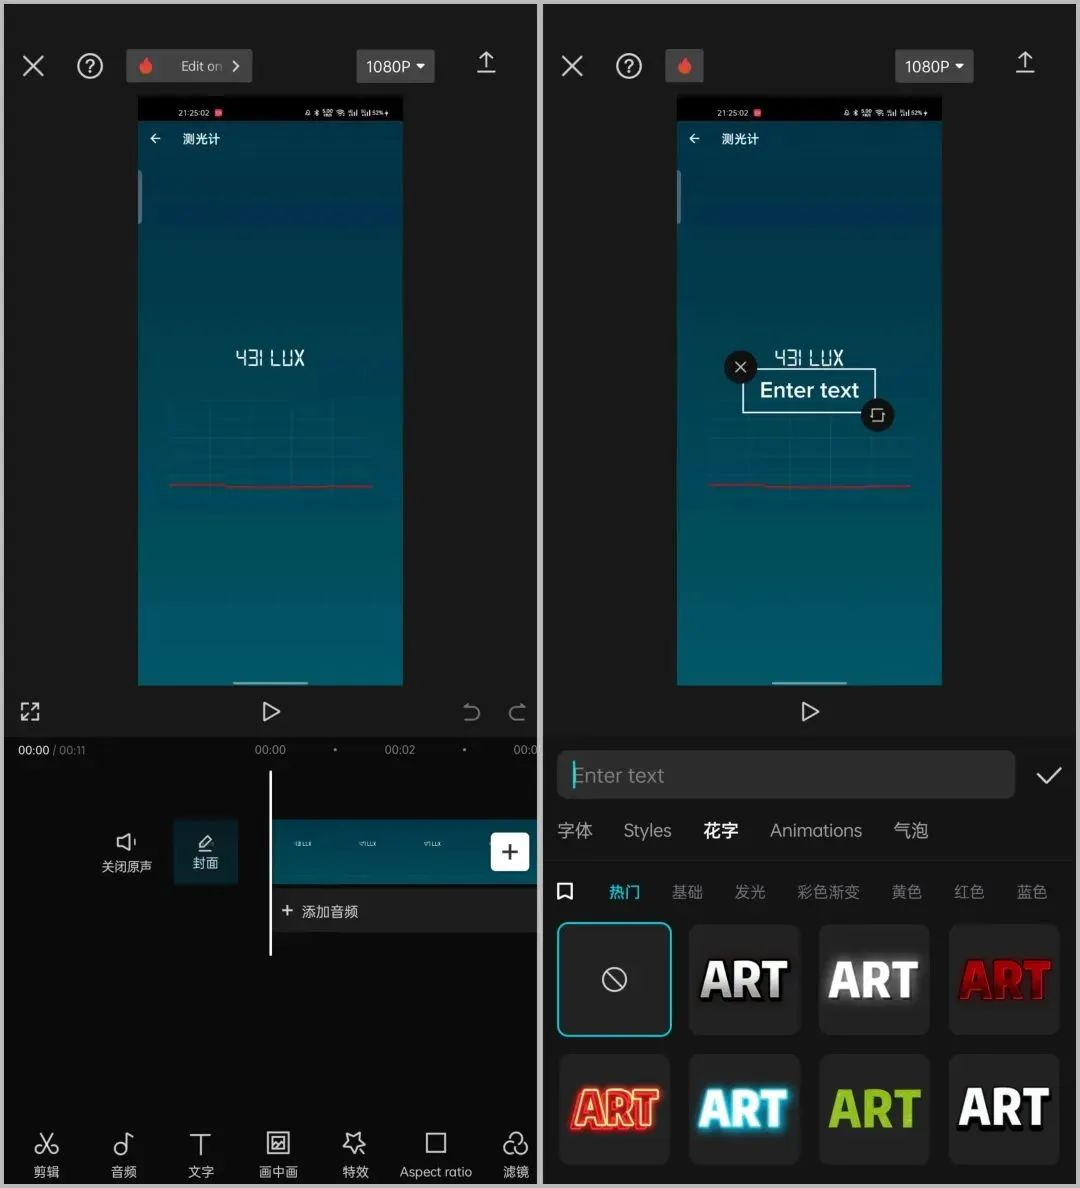 Edit on
1080P
21:25:02
52%
测光计
431 LUX
00:00 / 00:11
00:00
00:02
00:0
关闭原声
封面
+ 添加音频
剪辑
音频
文字
画中画
特效
Aspect ratio
滤镜
1080P
21:25:02
52%
测光计
431 LUX
Enter text
Enter text
字体 Styles 花字 Animations 气泡
热门 基础 发光 彩色渐变 黄色 红色 蓝色
ART ART ART
ART ART ART ART